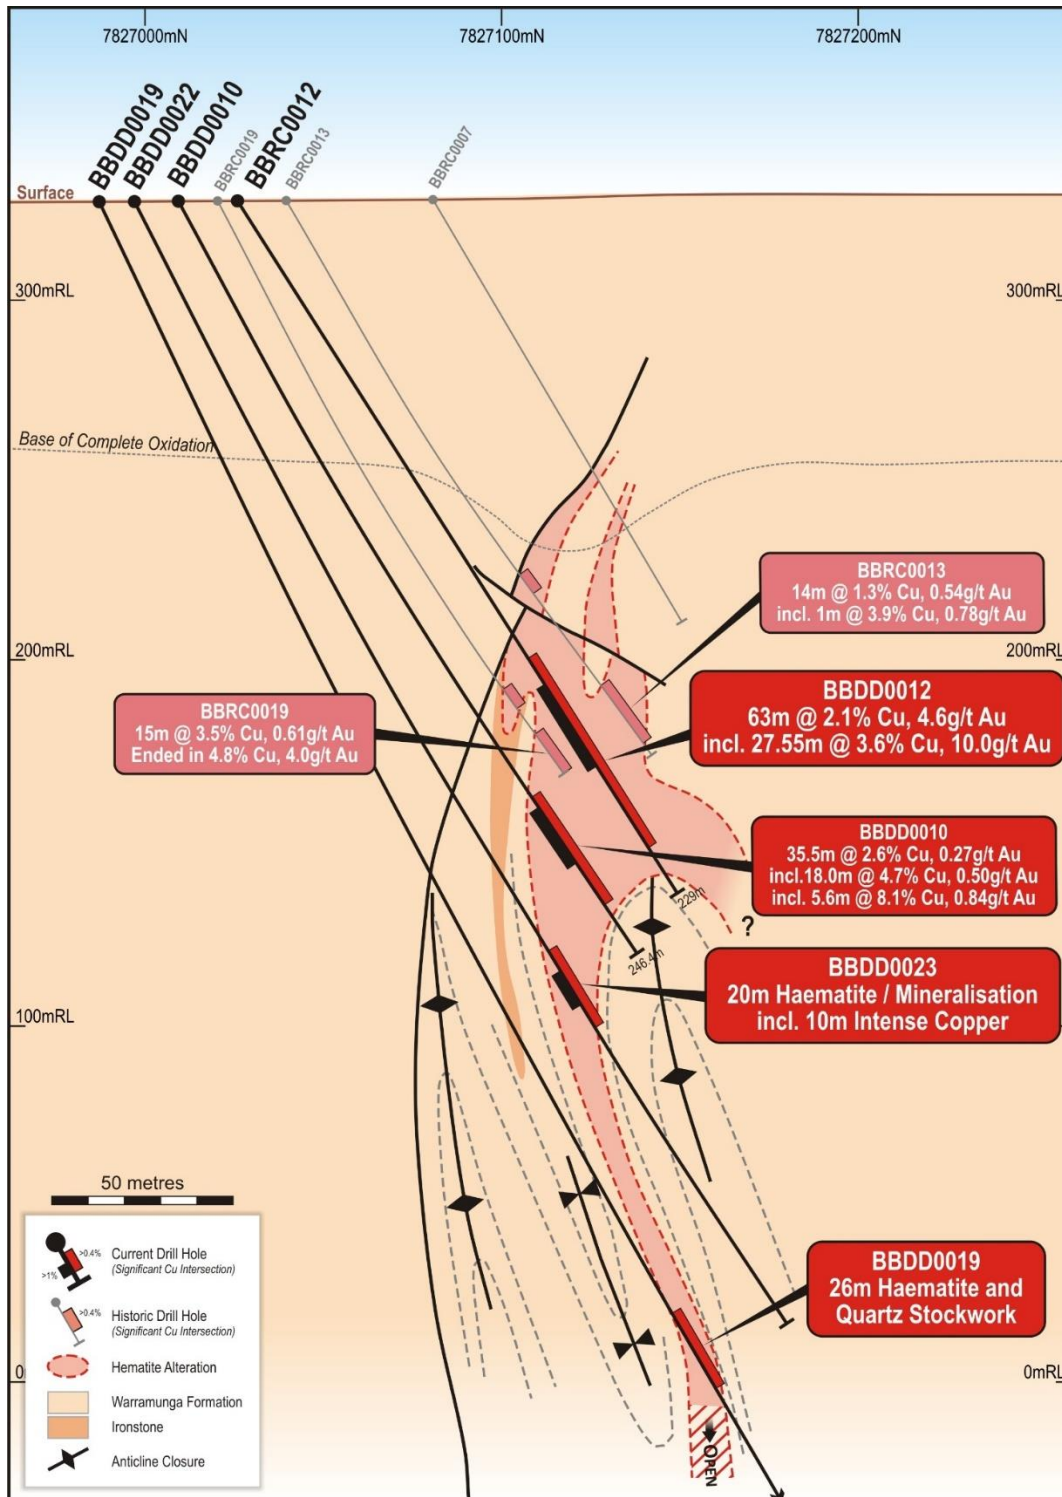 7827000mN
7827100mN
7827200mN
BBDD0019
BBDD0022
BBDD0010
BBRC0019
BBRC0012
BBRC0013
BBRC0007
Surface
300mRL
300mRL
Base of Complete Oxidation
BBRC0013
14m @ 1.3% Cu, 0.54g/t Au
incl. 1m @ 3.9% Cu, 0.78g/t Au
200mRL
200mRL
BBDD0012
63m @ 2.1% Cu, 4.6g/t Au
incl. 27.55m @ 3.6% Cu, 10.0g/t Au
BBRC0019
15m @ 3.5% Cu, 0.61g/t Au
Ended in 4.8% Cu, 4.0g/t Au
BBDD0010
35.5m @ 2.6% Cu, 0.27g/t Au
incl.18.0m @ 4.7% Cu, 0.50g/t Au
incl. 5.6m @ 8.1% Cu, 0.84g/t Au
229m
?
246.4m
BBDD0023
20m Haematite / Mineralisation
incl. 10m Intense Copper
100mRL
100mRL
50 metres
BBDD0019
26m Haematite and
Quartz Stockwork
>0.4%
>1%
Current Drill Hole
(Significant Cu Intersection)
>0.4%
Historic Drill Hole
(Significant Cu Intersection)
Hematite Alteration
Warramunga Formation
Ironstone
Anticline Closure
0mRL
OPEN